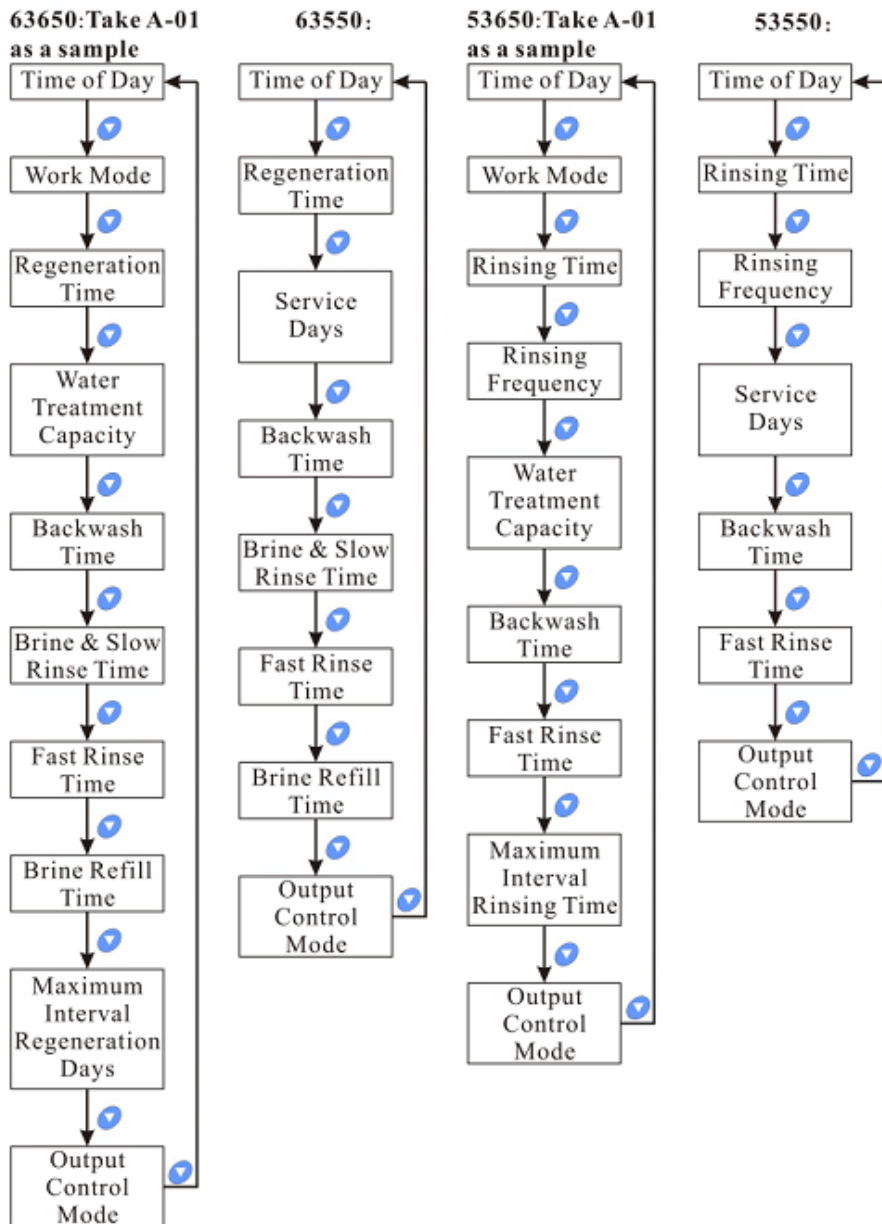 63650:Take A-01
as a sample
Time of Day
Work Mode
Regeneration
Time
Water
Treatment
Capacity
Backwash
Time
Brine & Slow
Rinse Time
Fast Rinse
Time
Brine Refill
Time
Maximum
Interval
Regeneration
Days
Output
Control
Mode
63550:
Time of Day
Regeneration
Time
Service
Days
Backwash
Time
Brine & Slow
Rinse Time
Fast Rinse
Time
Brine Refill
Time
Output
Control
Mode
53650:Take A-01
as a sample
Time of Day
Work Mode
Rinsing Time
Rinsing
Frequency
Water
Treatment
Capacity
Backwash
Time
Fast Rinse
Time
Maximum
Interval
Rinsing Time
Output
Control
Mode
53550:
Time of Day
Rinsing Time
Rinsing
Frequency
Service
Days
Backwash
Time
Fast Rinse
Time
Output
Control
Mode